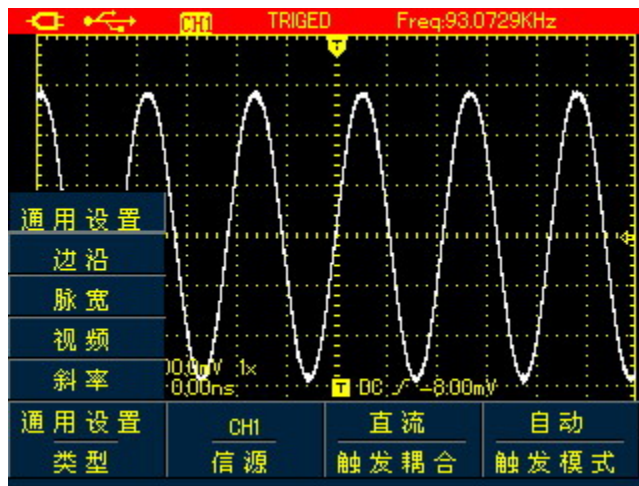 CH1 TRIGED Freq:93.0729KHz
T
通用设置
边沿
脉宽
视频
斜率
00.0mV 1x
0.00ns
T DC -8.00mV
通用设置 CH1 直流 自动
类型 信源 触发耦合 触发模式